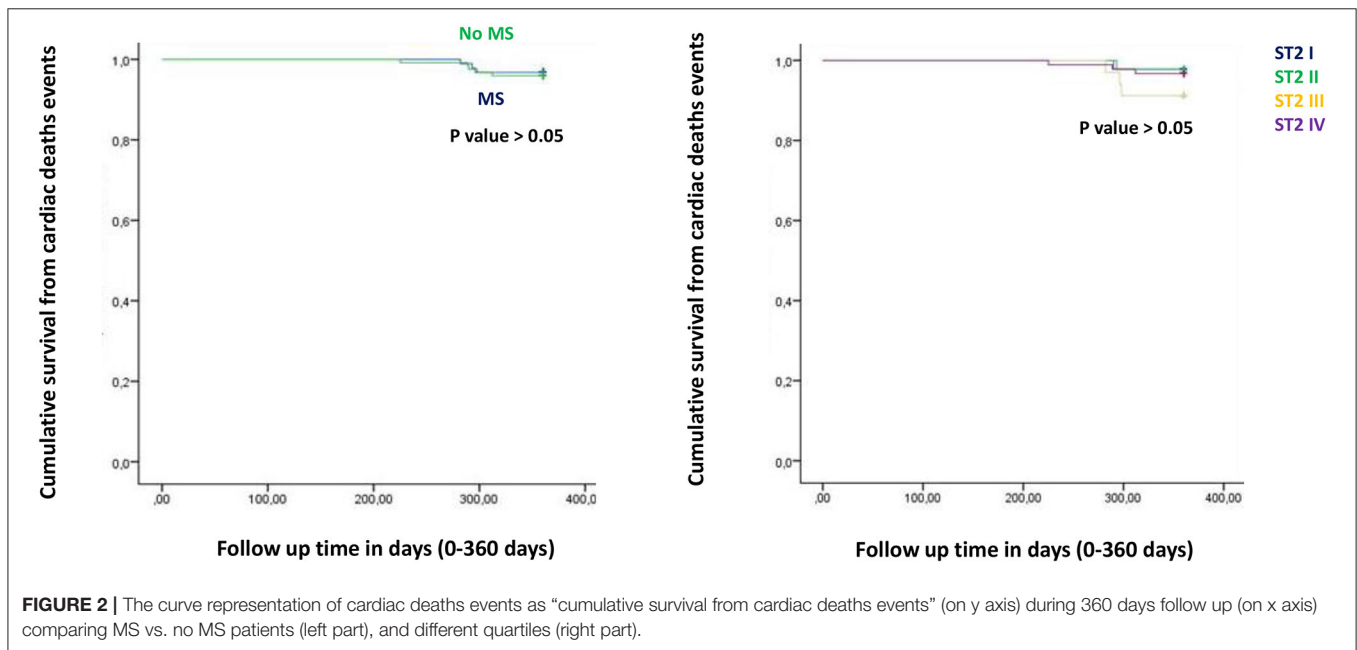 Cumulative survival from cardiac deaths events
No MS
MS
P value > 0.05
1,0
0,8
0,6
0,4
0,2
0,0
,00
100,00
200,00
300,00
400,0
Follow up time in days (0-360 days)
Cumulative survival from cardiac deaths events
P value > 0.05
1,0
0,8
0,6
0,4
0,2
0,0
,00
100,00
200,00
300,00
400,00
Follow up time in days (0-360 days)
ST2 I
ST2 II
ST2 III
ST2 IV
FIGURE 2 | The curve representation of cardiac deaths events as “cumulative survival from cardiac deaths events” (on y axis) during 360 days follow up (on x axis)
comparing MS vs. no MS patients (left part), and different quartiles (right part).